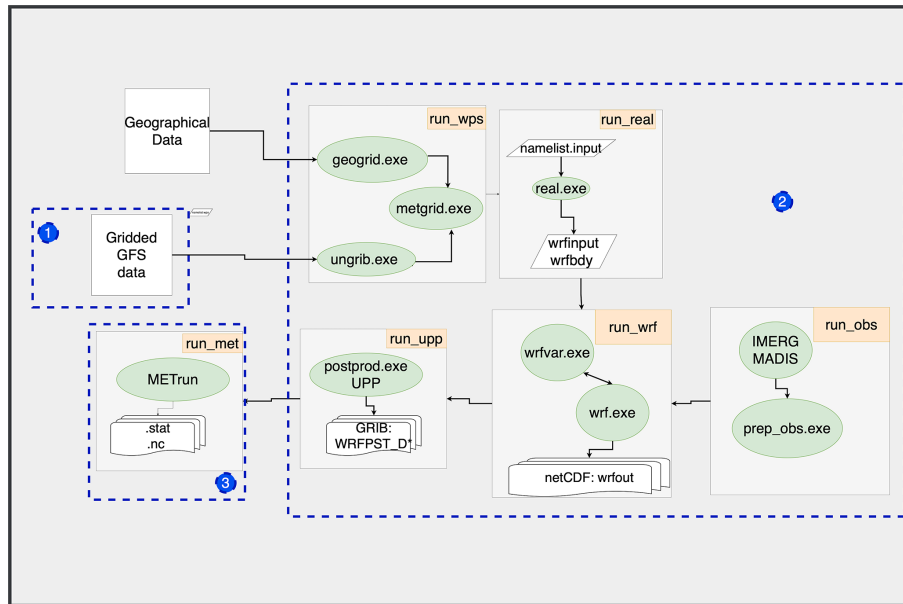 Geographical
Data
run_wps
geogrid.exe
metgrid.exe
ungrib.exe
run_real
namelist.input
real.exe
wrfinput
wrfbdy
2
1
Gridded
GFS
data
run_met
METrun
.stat
.nc
3
run_upp
postprod.exe
UPP
GRIB:
WRFPST_D*
run_wrf
wrfvar.exe
wrf.exe
netCDF: wrfout
run_obs
IMERG
MADIS
prep_obs.exe